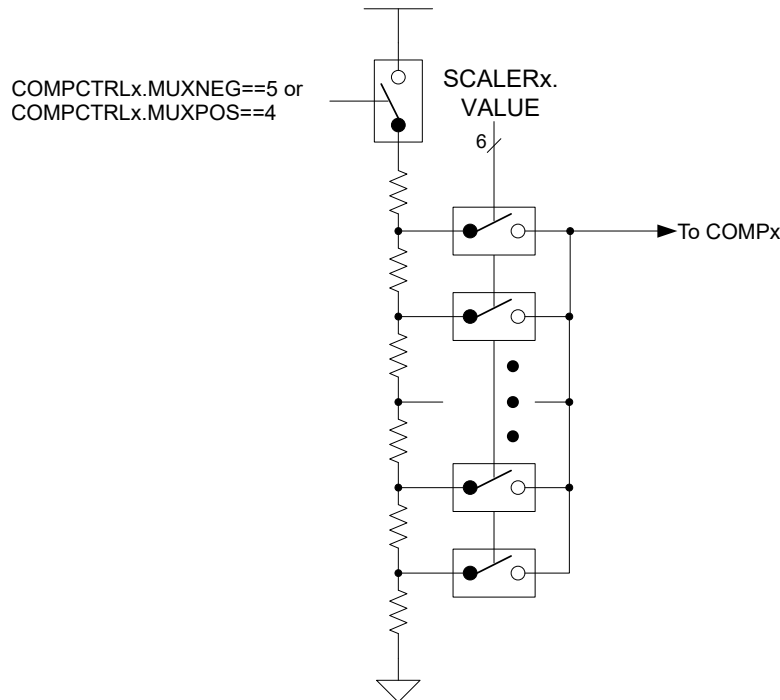 COMPCTRLx.MUXNEG==5 or
COMPCTRLx.MUXPOS==4
SCALERx.
VALUE
6
To COMPx